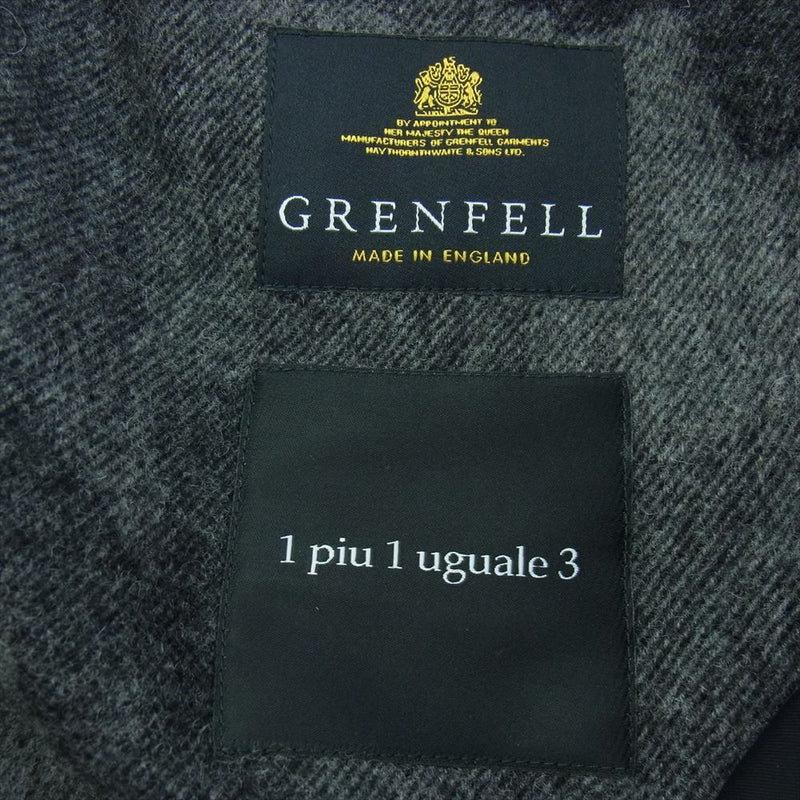 BY APPOINTMENT TO
HER MAJESTY THE QUEEN
MANUFACTURERS OF GRENFELL GARMENTS
HAYTHORNTHWAITE & SONS LTD.
GRENFELL
MADE IN ENGLAND
1 piu 1 uguale 3